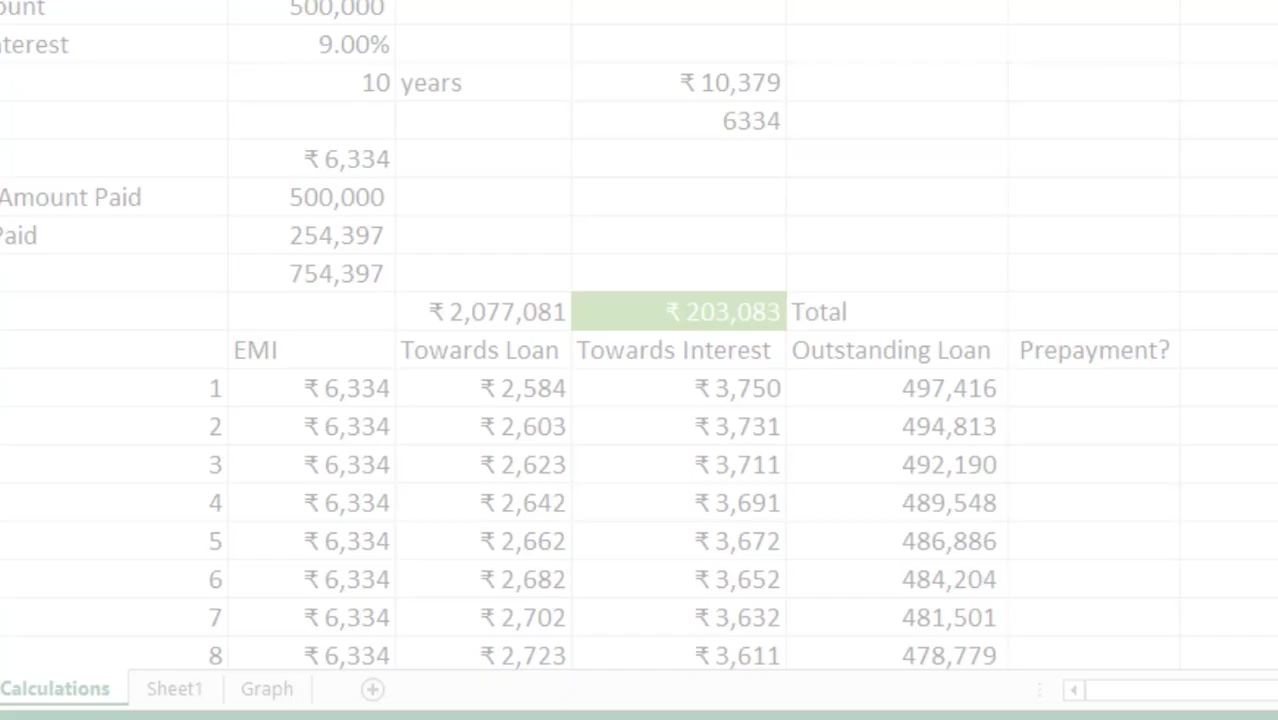 ount 500,000
nterest 9.00%
10 years ₹ 10,379
6334
₹ 6,334
Amount Paid 500,000
Paid 254,397
754,397
₹ 2,077,081 ₹ 203,083 Total
EMI Towards Loan Towards Interest Outstanding Loan Prepayment?
1 ₹ 6,334 ₹ 2,584 ₹ 3,750 497,416
2 ₹ 6,334 ₹ 2,603 ₹ 3,731 494,813
3 ₹ 6,334 ₹ 2,623 ₹ 3,711 492,190
4 ₹ 6,334 ₹ 2,642 ₹ 3,691 489,548
5 ₹ 6,334 ₹ 2,662 ₹ 3,672 486,886
6 ₹ 6,334 ₹ 2,682 ₹ 3,652 484,204
7 ₹ 6,334 ₹ 2,702 ₹ 3,632 481,501
8 ₹ 6,334 ₹ 2,723 ₹ 3,611 478,779
Calculations Sheet1 Graph